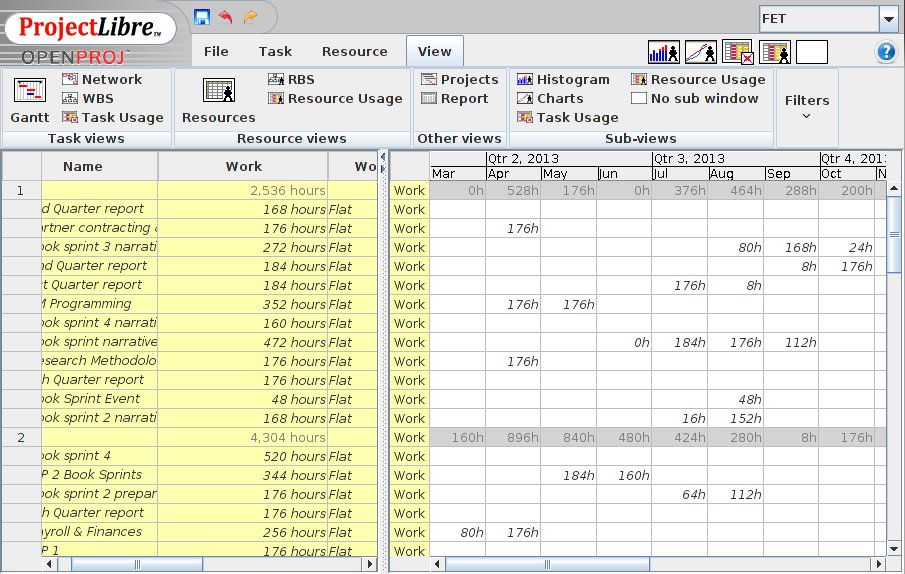 ProjectLibre™
OPENPROJ
FET
File Task Resource View
Gantt Network WBS Task Usage
Task views
Resources RBS Resource Usage
Resource views
Projects Report
Other views
Histogram Charts Task Usage Resource Usage No sub window
Sub-views
Filters
Name Work Wo
Qtr 2, 2013 Qtr 3, 2013 Qtr 4, 201
Mar Apr May Jun Jul Aug Sep Oct N
1 2,536 hours Work 0h 528h 176h 0h 376h 464h 288h 200h
d Quarter report 168 hours Flat Work
rtner contracting 176 hours Flat Work 176h
ok sprint 3 narrati 272 hours Flat Work 80h 168h 24h
nd Quarter report 184 hours Flat Work 8h 176h
t Quarter report 184 hours Flat Work 176h 8h
M Programming 352 hours Flat Work 176h 176h
ok sprint 4 narrati 160 hours Flat Work
ok sprint narrative 472 hours Flat Work 0h 184h 176h 112h
esearch Methodolo 176 hours Flat Work 176h
h Quarter report 176 hours Flat Work
ok Sprint Event 48 hours Flat Work 48h
ok sprint 2 narrati 168 hours Flat Work 16h 152h
2 4,304 hours Work 160h 896h 840h 480h 424h 280h 8h 176h
ok sprint 4 520 hours Flat Work
P 2 Book Sprints 344 hours Flat Work 184h 160h
ok sprint 2 prepar 176 hours Flat Work 64h 112h
h Quarter report 176 hours Flat Work
yroll & Finances 256 hours Flat Work 80h 176h
P 1 176 hours Flat Work